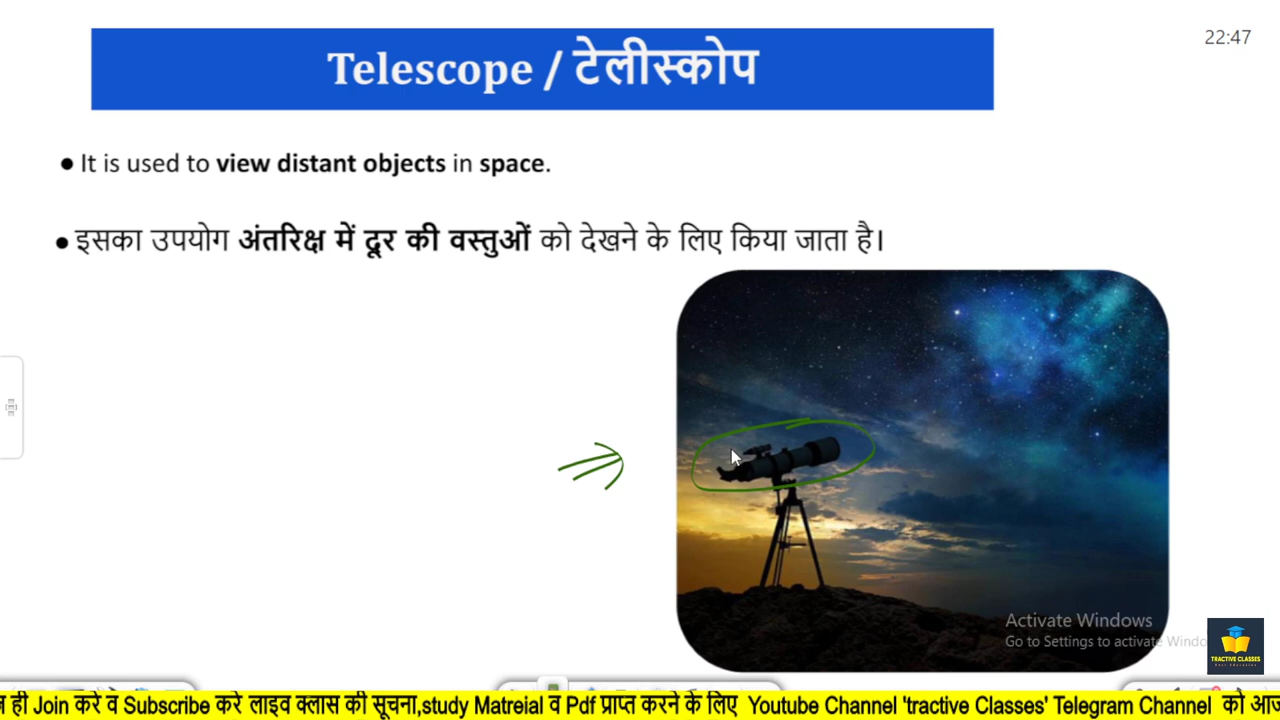 22:47
Telescope / टेलीस्कोप
● It is used to view distant objects in space.
● इसका उपयोग अंतरिक्ष में दूर की वस्तुओं को देखने के लिए किया जाता है।
Activate Windows
Go to Settings to activate Windo
TRACTIVE CLASSES
ही Join करें व Subscribe करें लाइव क्लास की सूचना,study Matreial व Pdf प्राप्त करने के लिए Youtube Channel 'tractive Classes' Telegram Channel को